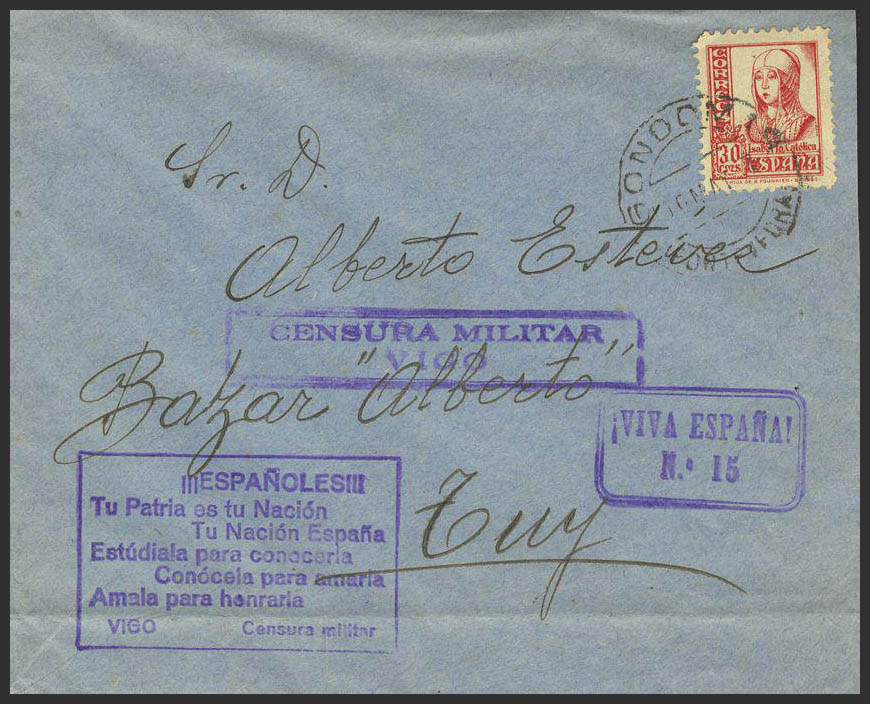 CORREOS
30
CTMS
Isabel la Católica
ESPAÑA
GONDOMAR
Sr. D.
Alberto Esteves
CENSURA MILITAR
VIGO
Bazar "Alberto"
¡VIVA ESPAÑA!
N.º 15
Tuy
¡¡¡ESPAÑOLES!!!
Tu Patria es tu Nación
Tu Nación España
Estúdiala para conocerla
Conócela para amarla
Amala para honrarla
VIGO Censura militar